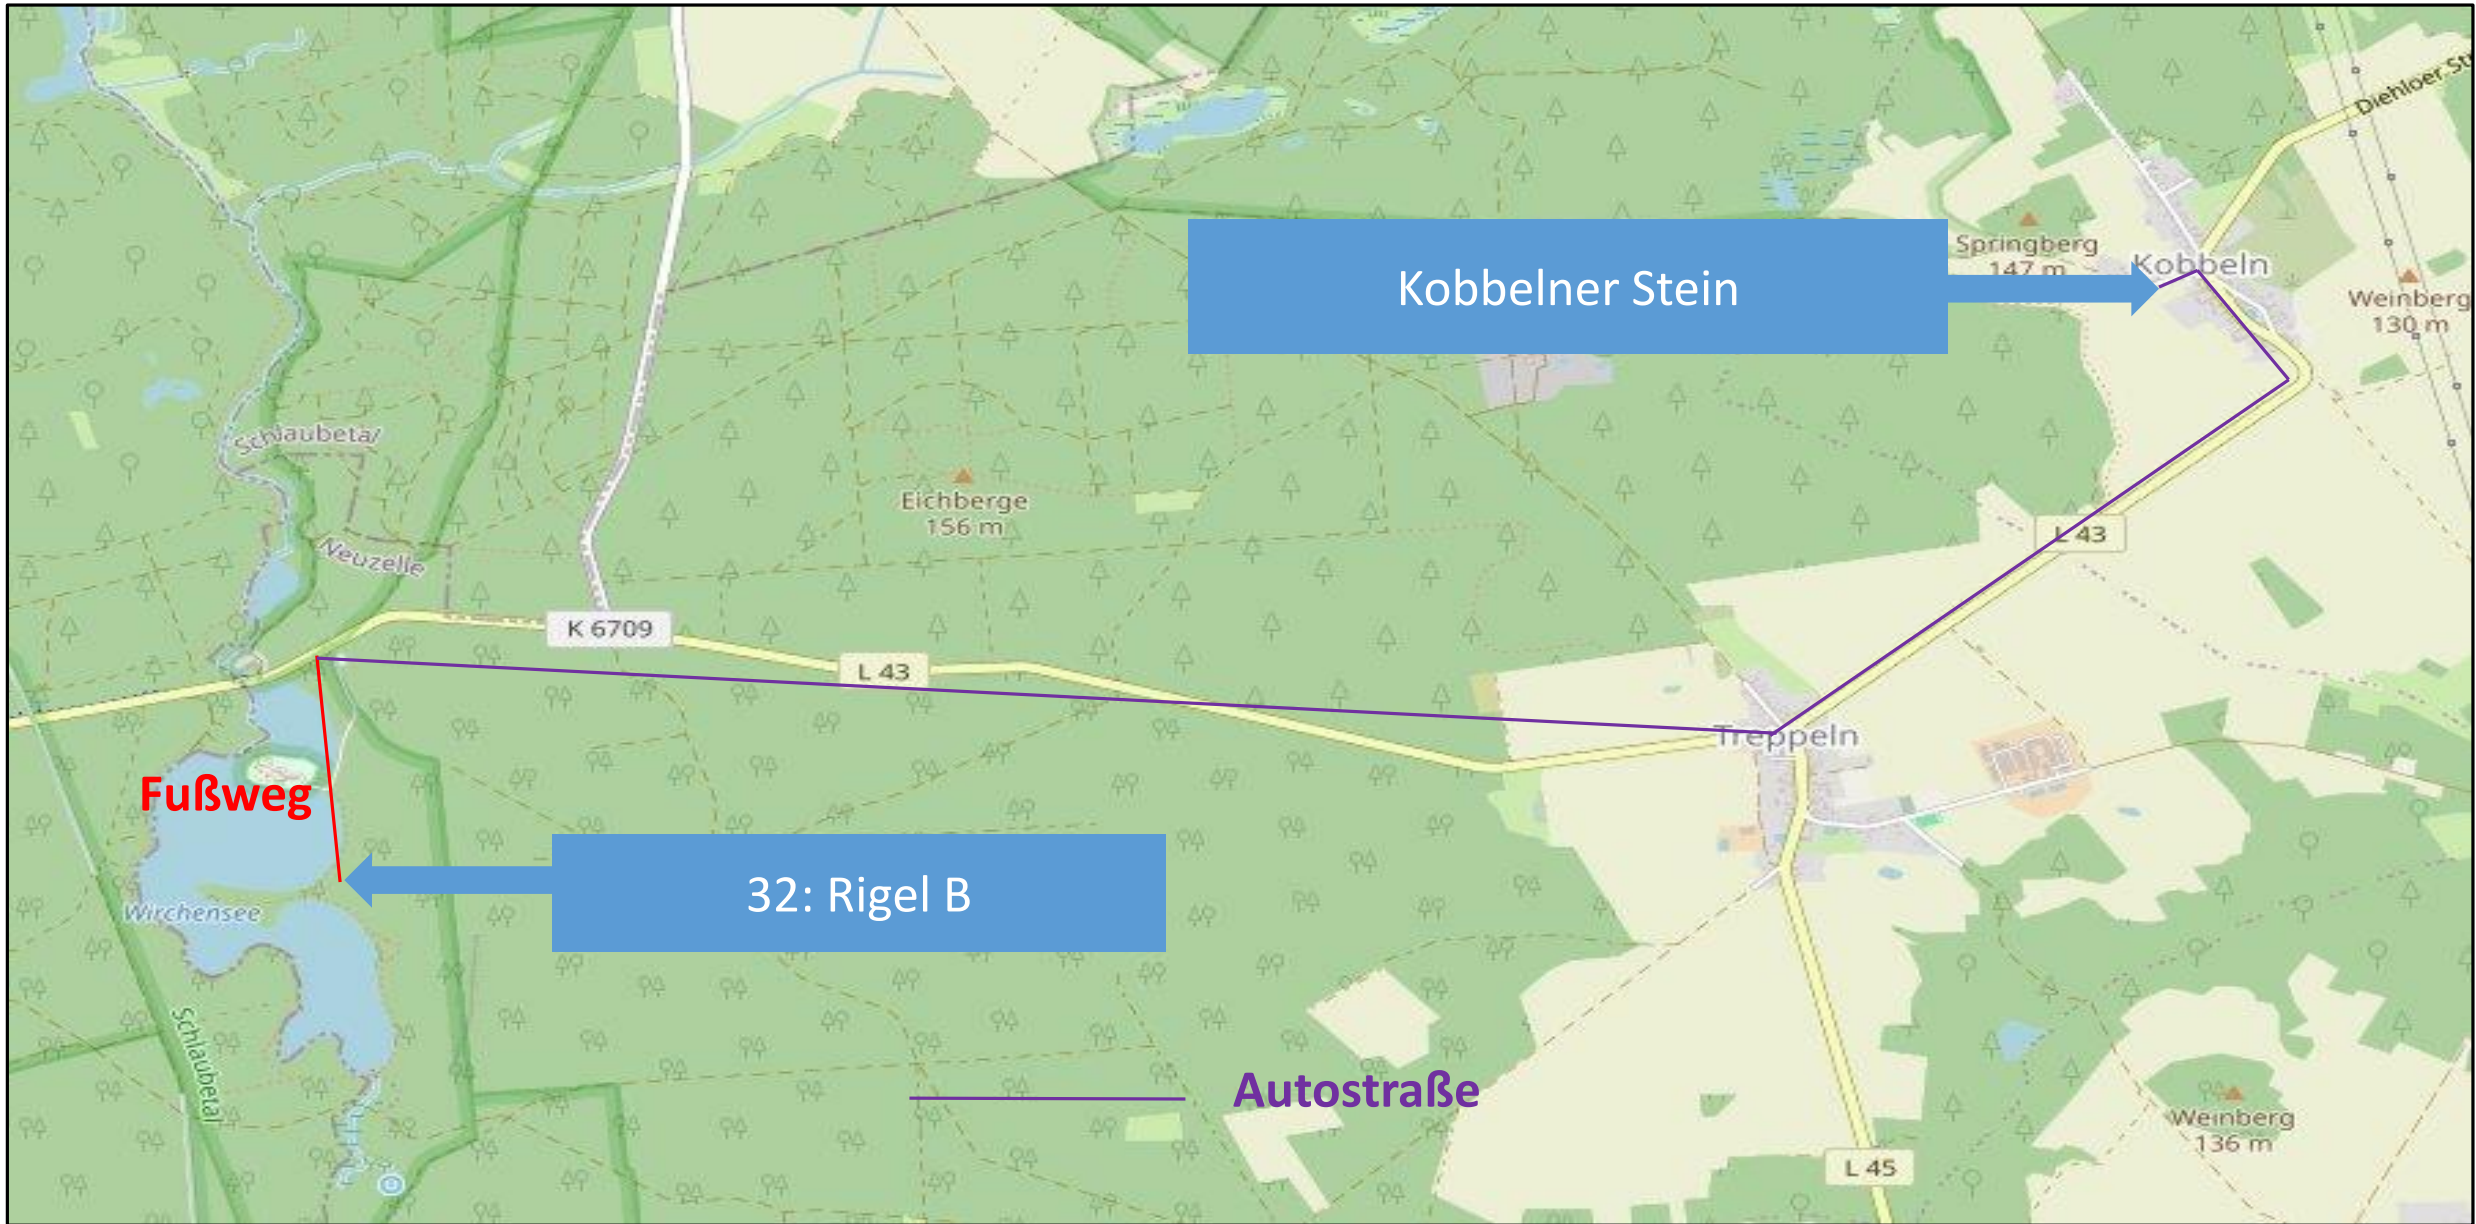 Diehloer St
Springberg
147 m
Kobbeln
Kobbelner Stein
Weinberg
130 m
Schlaubetal
Eichberge
156 m
Neuzelle
L 43
K 6709
L 43
Treppeln
Fußweg
32: Rigel B
Wirchensee
Schlaubetal
Autostraße
Weinberg
136 m
L 45